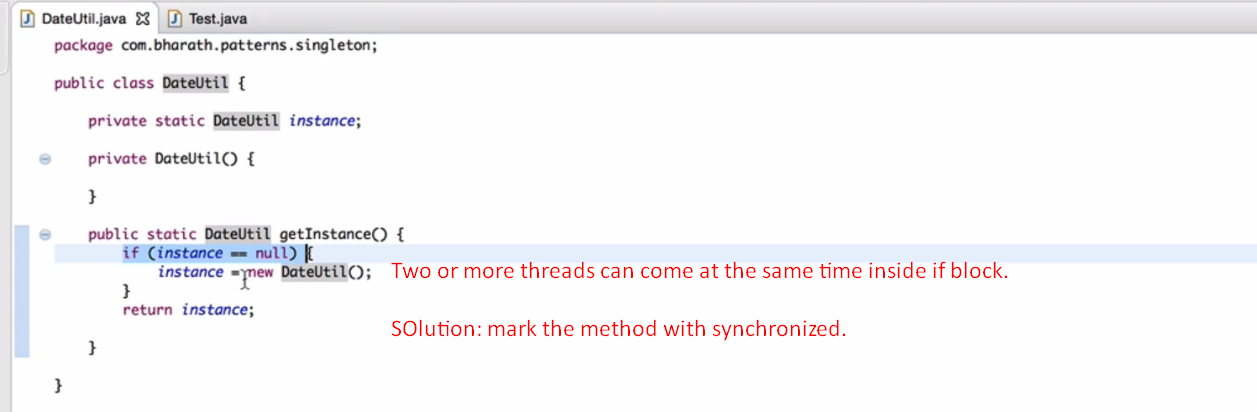 DateUtil.java Test.java
package com.bharath.patterns.singleton;
public class DateUtil {
private static DateUtil instance;
private DateUtil() {
}
public static DateUtil getInstance() {
if (instance == null) {
instance = new DateUtil(); Two or more threads can come at the same time inside if block.
}
return instance;
SOlution: mark the method with synchronized.
}
}